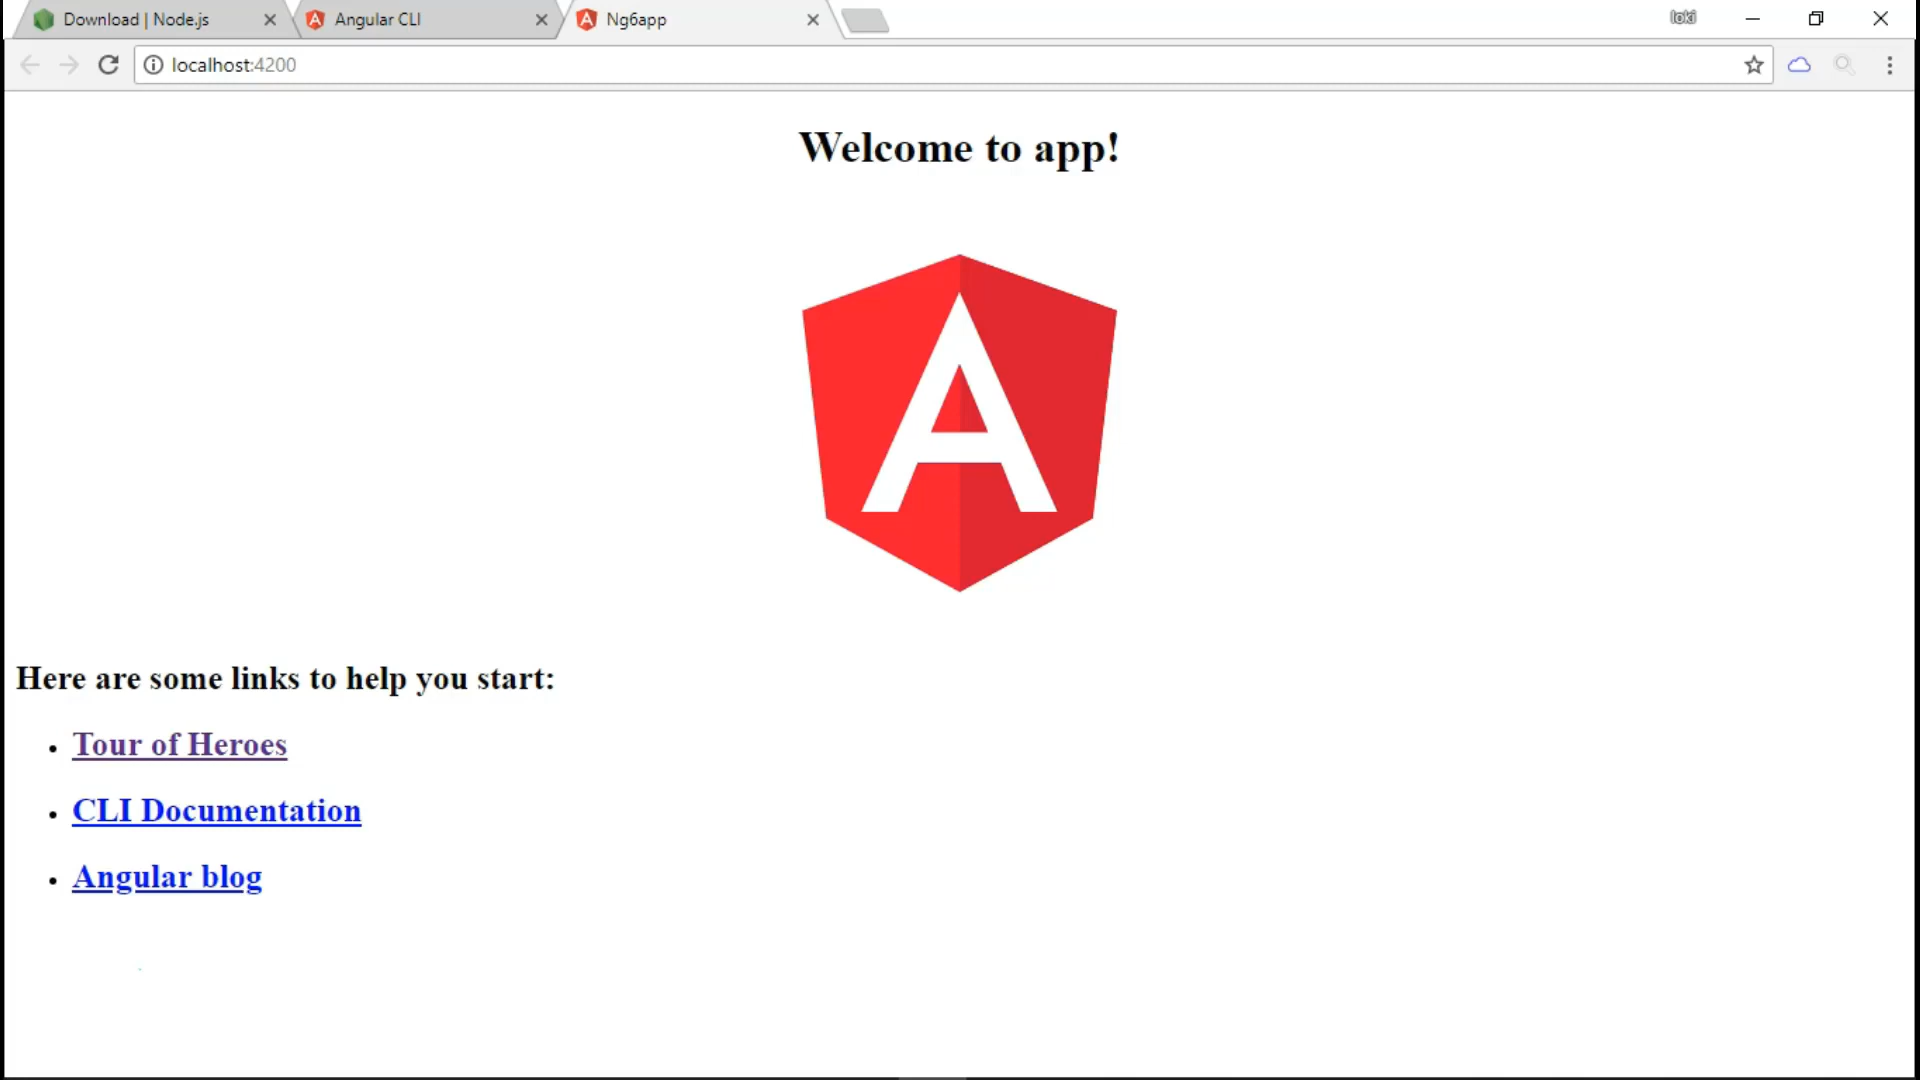 Download | Node.js
Angular CLI
Ng6app
loki
localhost:4200
Welcome to app!
A
Here are some links to help you start:
Tour of Heroes
CLI Documentation
Angular blog